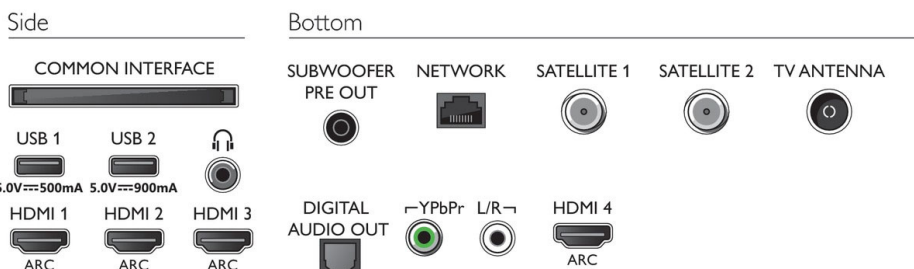 Side
COMMON INTERFACE
USB 1 USB 2
5.0V⎓500mA 5.0V⎓900mA
HDMI 1 HDMI 2 HDMI 3
ARC ARC ARC
Bottom
SUBWOOFER
PRE OUT
NETWORK
SATELLITE 1
SATELLITE 2
TV ANTENNA
DIGITAL
AUDIO OUT
YPbPr L/R
HDMI 4
ARC